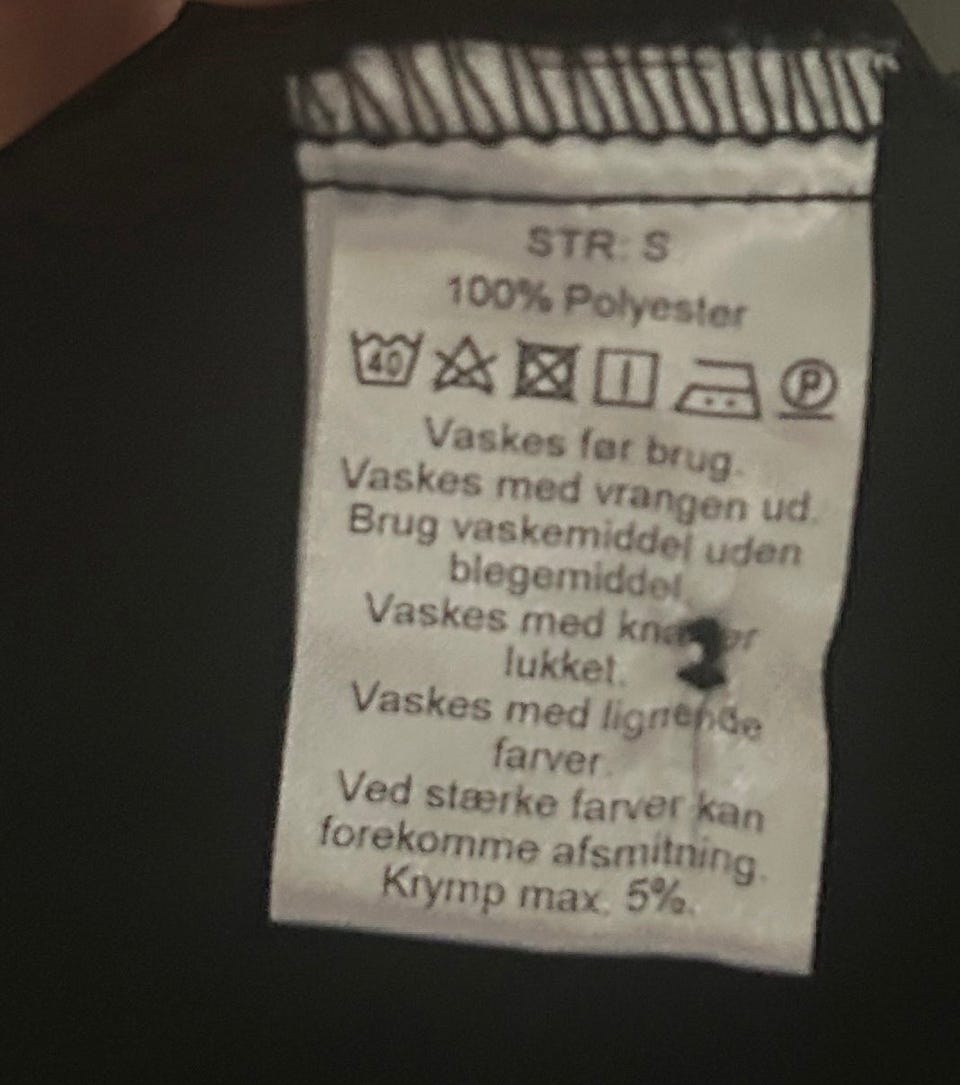 STR: S
100% Polyester
40 P
Vaskes før brug.
Vaskes med vrangen ud.
Brug vaskemiddel uden
blegemiddel.
Vaskes med
lukket.
Vaskes med lignende
farver.
Ved stærke farver kan
forekomme afsmitning.
Krymp max. 5%.